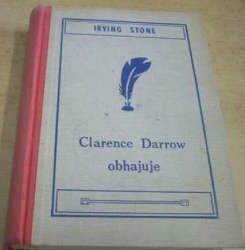 IRVING STONE
Clarence Darrow
obhajuje